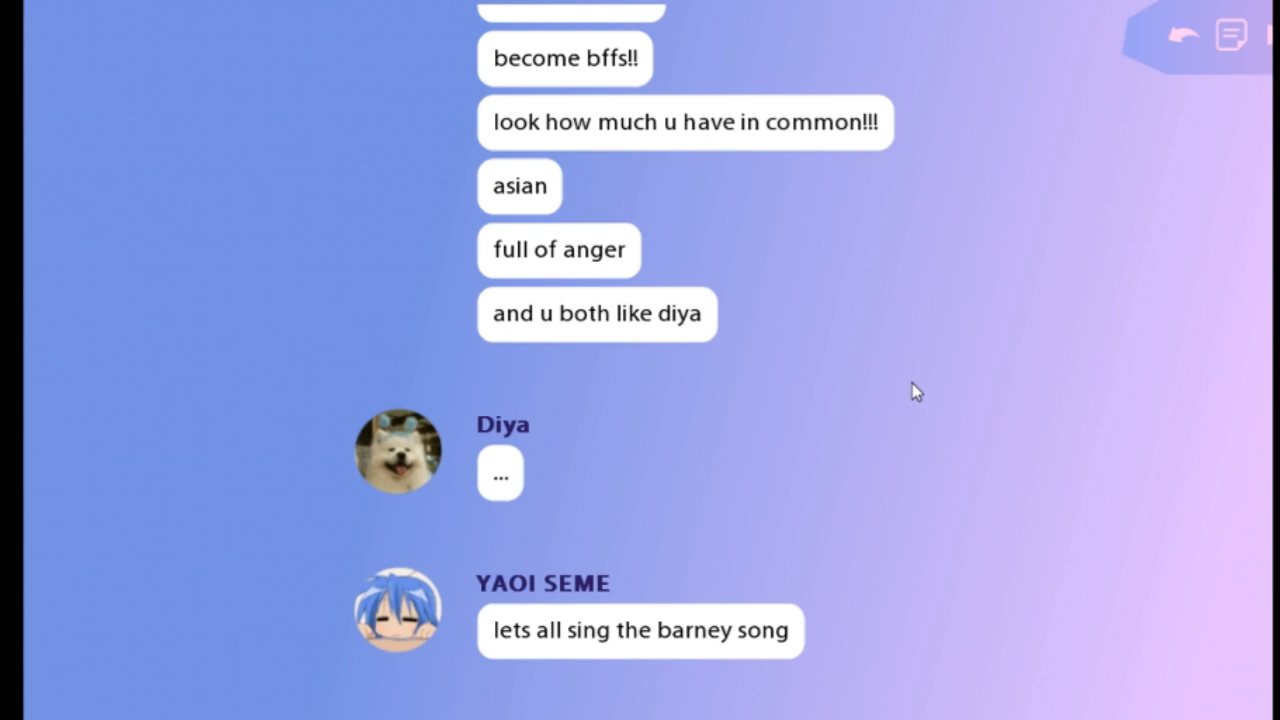 become bffs!!
look how much u have in common!!!
asian
full of anger
and u both like diya
Diya
...
YAOI SEME
lets all sing the barney song